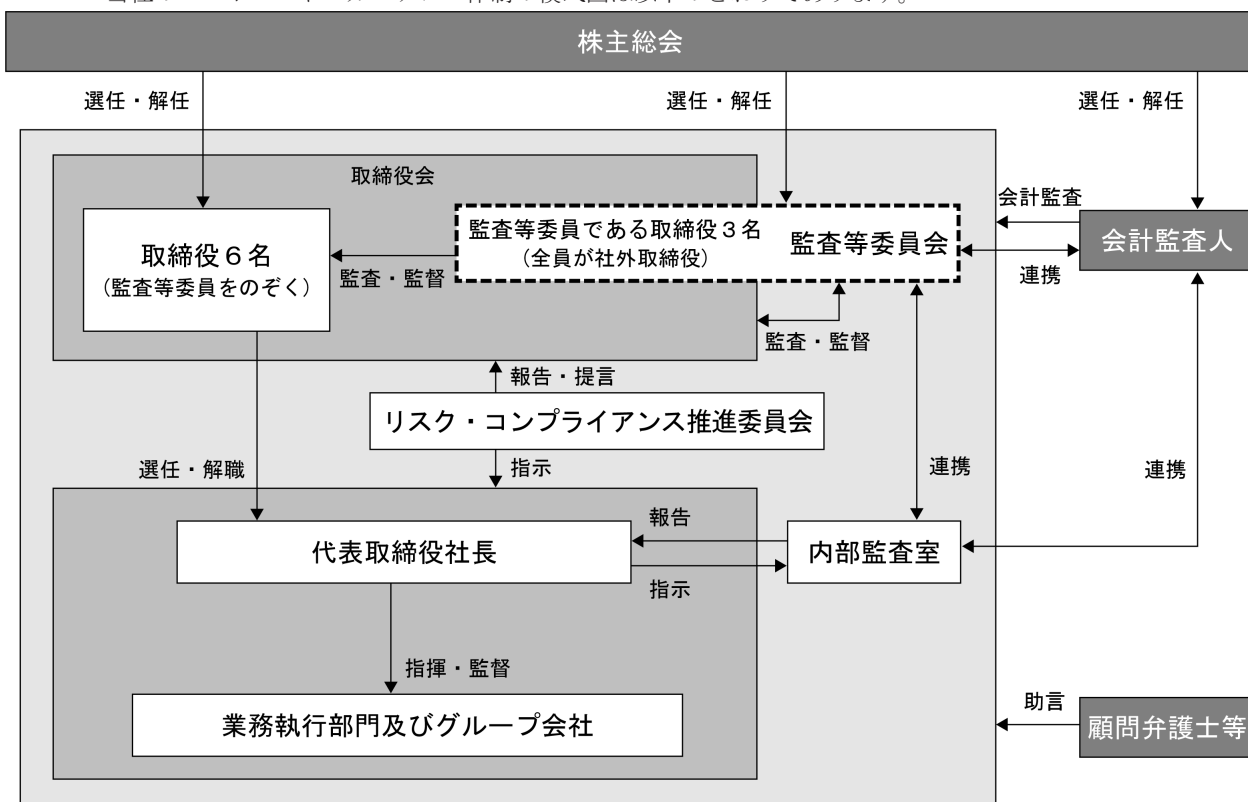 株主総会
選任・解任
選任・解任
選任・解任
取締役会
会計監査
取締役６名
(監査等委員をのぞく)
監査・監督
監査等委員である取締役３名
(全員が社外取締役)
監査等委員会
会計監査人
連携
監査・監督
報告・提言
リスク・コンプライアンス推進委員会
選任・解職
指示
連携
連携
代表取締役社長
報告
指示
内部監査室
指揮・監督
業務執行部門及びグループ会社
助言
顧問弁護士等